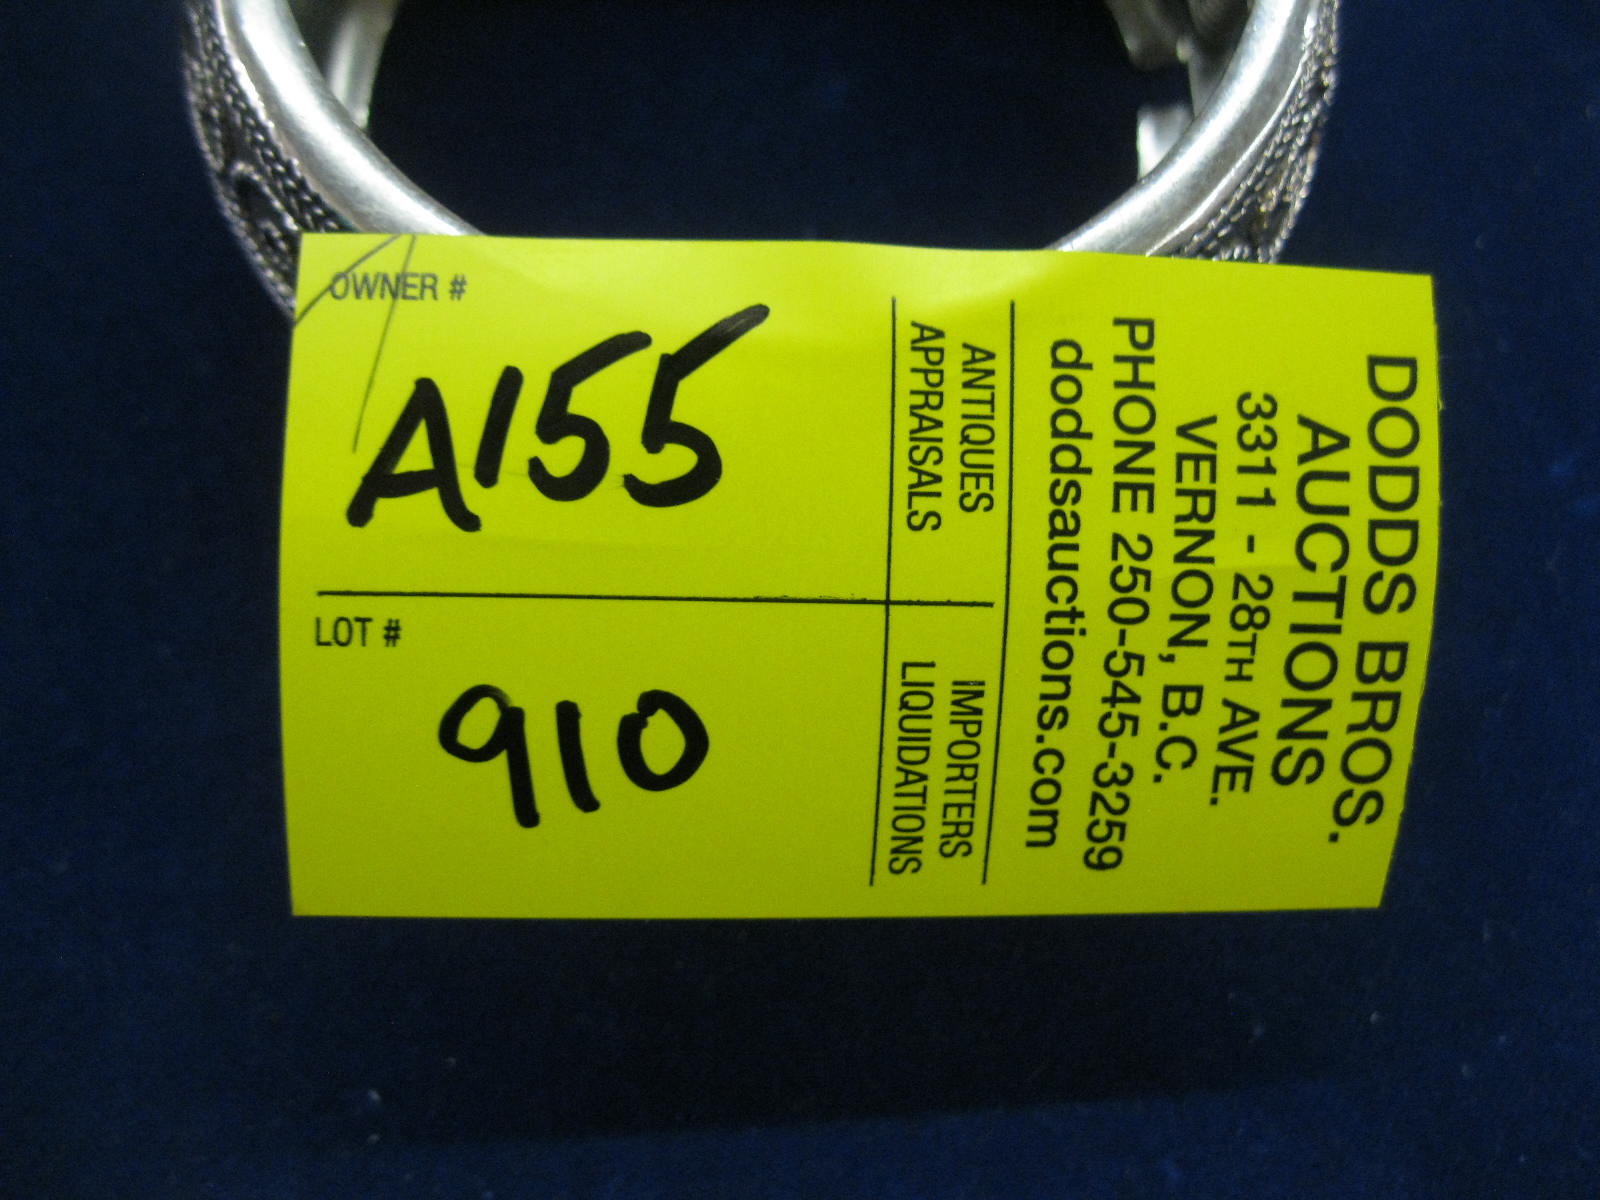 OWNER #
A155
LOT #
910
DODDS BROS.
AUCTIONS
3311 - 28TH AVE.
VERNON, B.C.
PHONE 250-545-3259
doddsauctions.com
ANTIQUES
APPRAISALS
IMPORTERS
LIQUIDATIONS